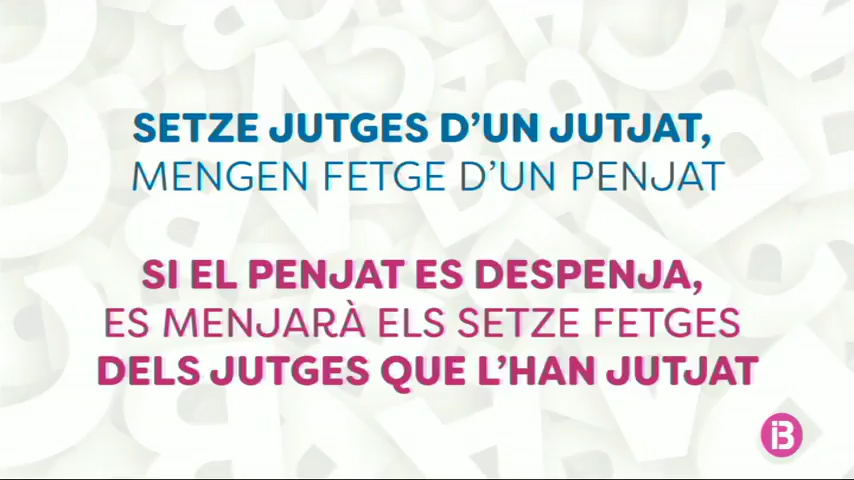 SETZE JUTGES D'UN JUTJAT,
MENGEN FETGE D'UN PENJAT
SI EL PENJAT ES DESPENJA,
ES MENJARÀ ELS SETZE FETGES
DELS JUTGES QUE L'HAN JUTJAT
IB